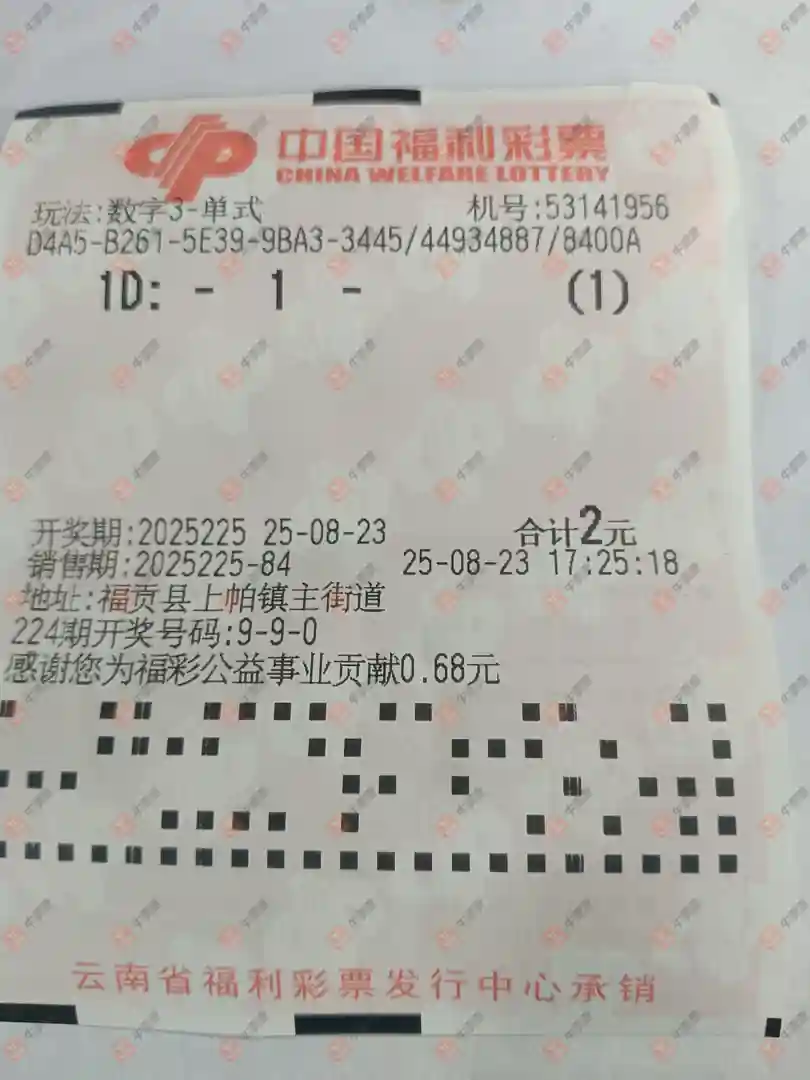 中国福利彩票
CHINA WELFARE LOTTERY
玩法:数字3-单式 机号:53141956
D4A5-B261-5E39-9BA3-3445/44934887/8400A
1D: - 1 - (1)
开奖期:2025225 25-08-23 合计2元
销售期:2025225-84 25-08-23 17:25:18
地址:福贡县上帕镇主街道
224期开奖号码:9-9-0
感谢您为福彩公益事业贡献0.68元
云南省福利彩票发行中心承销